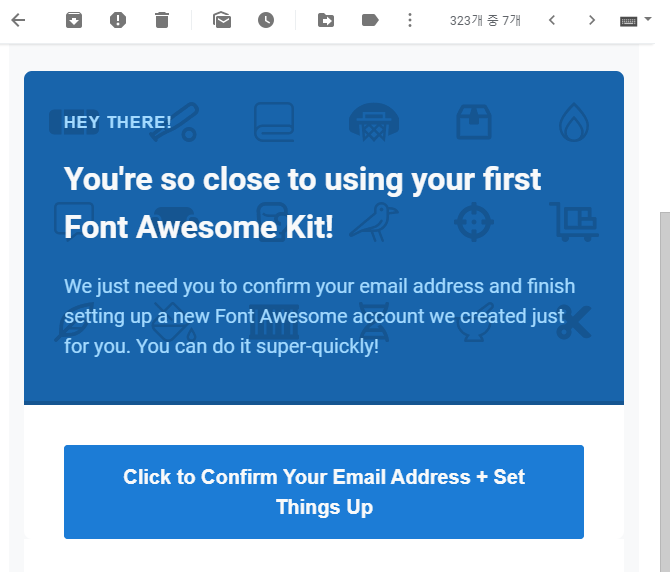 323개 중 7개
HEY THERE!
You're so close to using your first
Font Awesome Kit!
We just need you to confirm your email address and finish
setting up a new Font Awesome account we created just
for you. You can do it super-quickly!
Click to Confirm Your Email Address + Set
Things Up